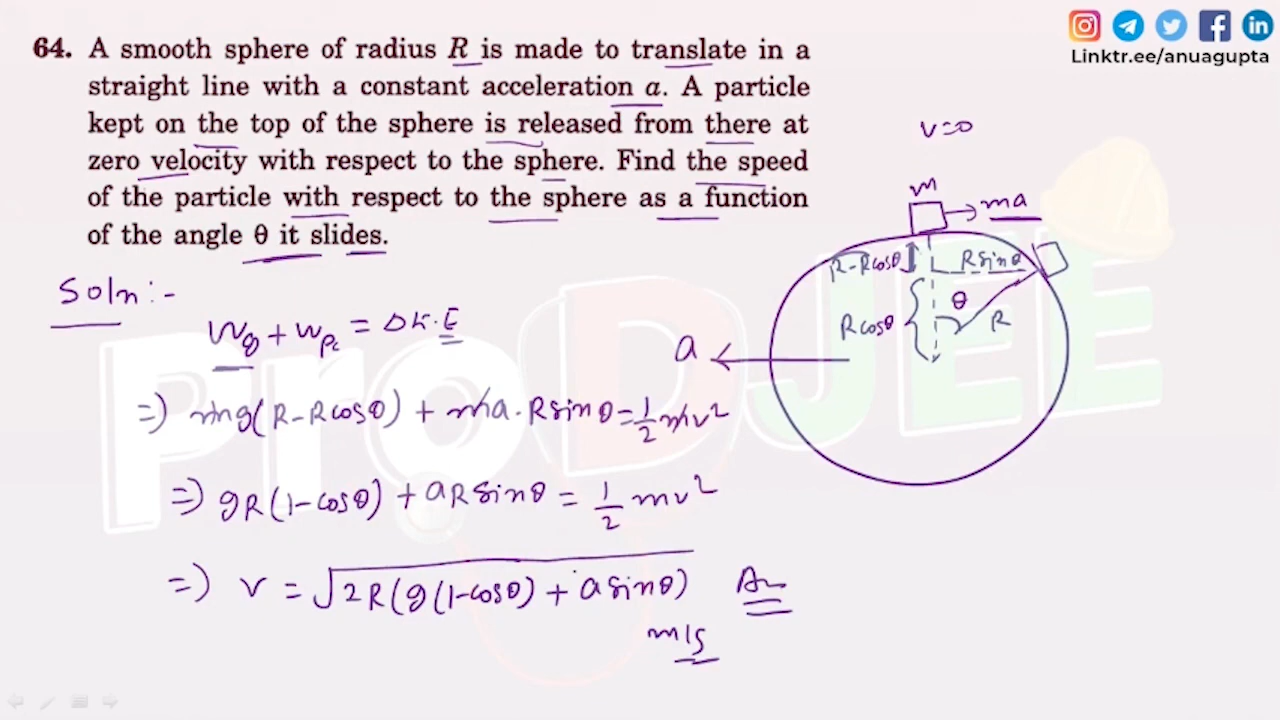 64. A smooth sphere of radius R is made to translate in a
straight line with a constant acceleration a. A particle
kept on the top of the sphere is released from there at
zero velocity with respect to the sphere. Find the speed
of the particle with respect to the sphere as a function
of the angle θ it slides.
Linktr.ee/anuagupta
Soln :-
Wg + WPs = ΔK.E
=) mg(R-Rcosθ) + ma.Rsinθ = 1/2 mv²
=) gR(1-cosθ) + aRsinθ = 1/2 mv²
=) v = √2R(g(1-cosθ) + asinθ) Ans
m/s
v=0
m
ma
R-Rcosθ
Rsinθ
θ
Rcosθ
R
a
ProDJEE